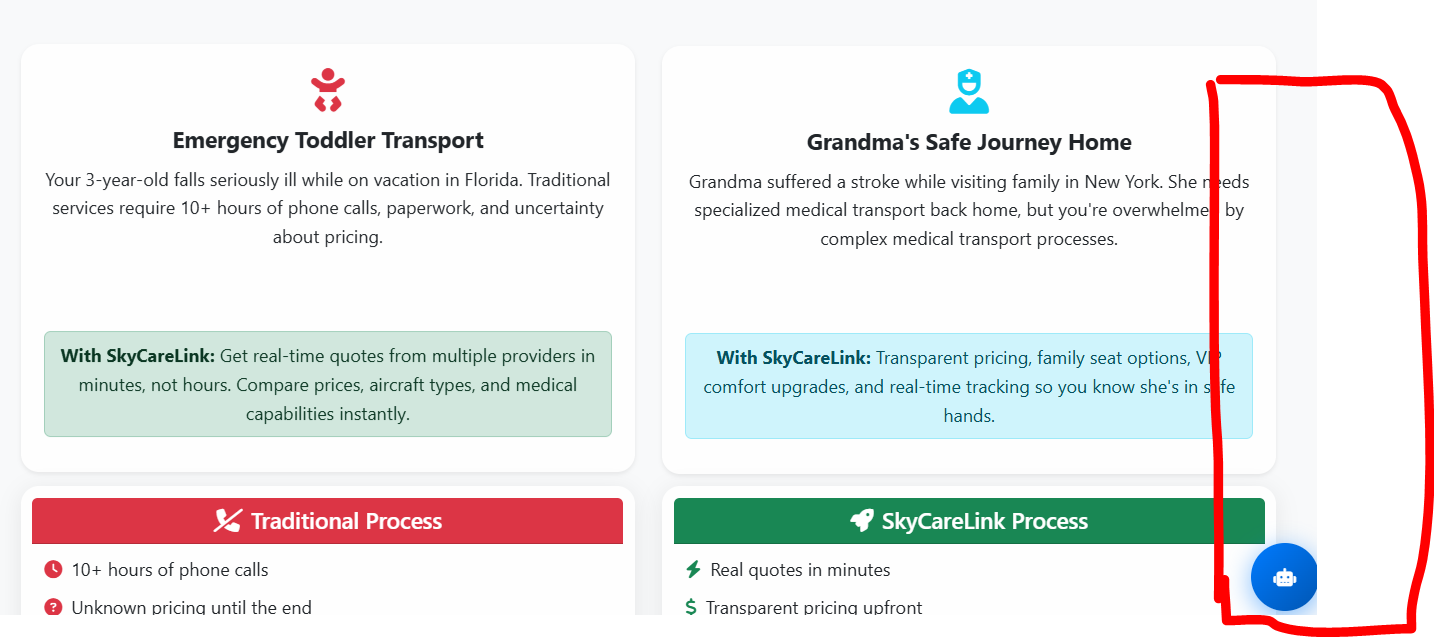 Emergency Toddler Transport
Your 3-year-old falls seriously ill while on vacation in Florida. Traditional
services require 10+ hours of phone calls, paperwork, and uncertainty
about pricing.
With SkyCareLink: Get real-time quotes from multiple providers in
minutes, not hours. Compare prices, aircraft types, and medical
capabilities instantly.
Grandma's Safe Journey Home
Grandma suffered a stroke while visiting family in New York. She needs
specialized medical transport back home, but you're overwhelmed by
complex medical transport processes.
With SkyCareLink: Transparent pricing, family seat options, VIP
comfort upgrades, and real-time tracking so you know she's in safe
hands.
Traditional Process
10+ hours of phone calls
Unknown pricing until the end
SkyCareLink Process
Real quotes in minutes
Transparent pricing upfront